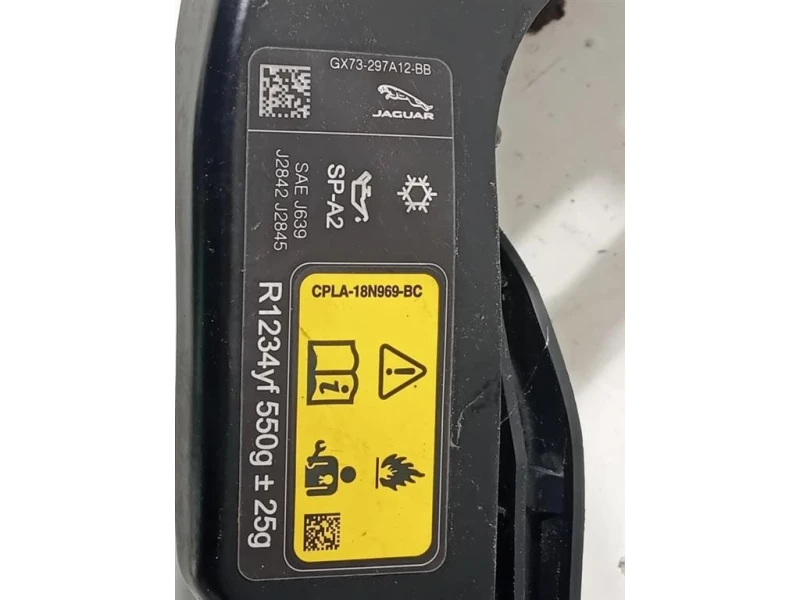 GX73-297A12-BB
JAGUAR
SP-A2
SAE J639
J2842 J2845
CPLA-18N969-BC
R1234yf 550g ± 25g